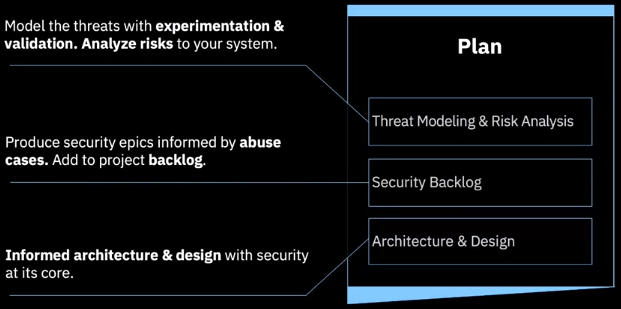 Model the threats with experimentation &
validation. Analyze risks to your system.
Plan
Threat Modeling & Risk Analysis
Produce security epics informed by abuse
cases. Add to project backlog.
Security Backlog
Architecture & Design
Informed architecture & design with security
at its core.